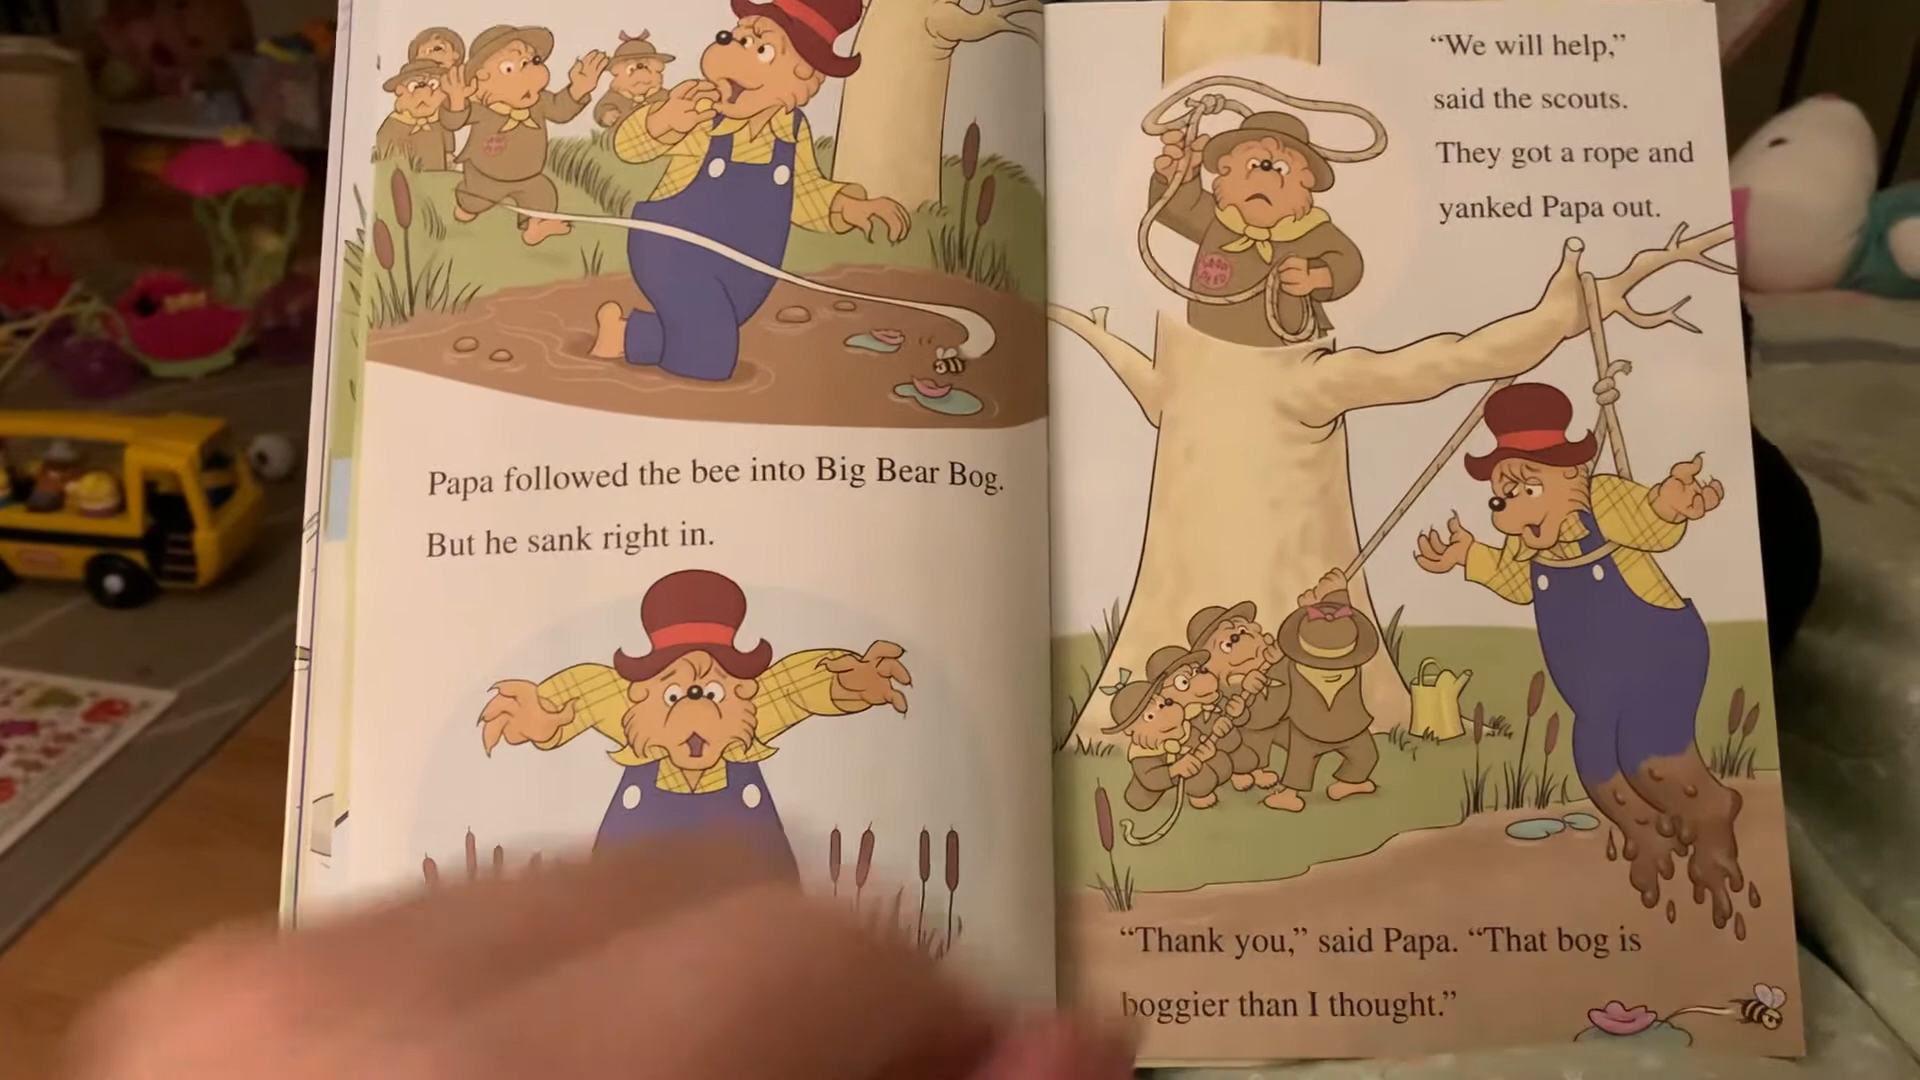 Papa followed the bee into Big Bear Bog.
But he sank right in.
“We will help,”
said the scouts.
They got a rope and
yanked Papa out.
“Thank you,” said Papa. “That bog is
boggier than I thought.”